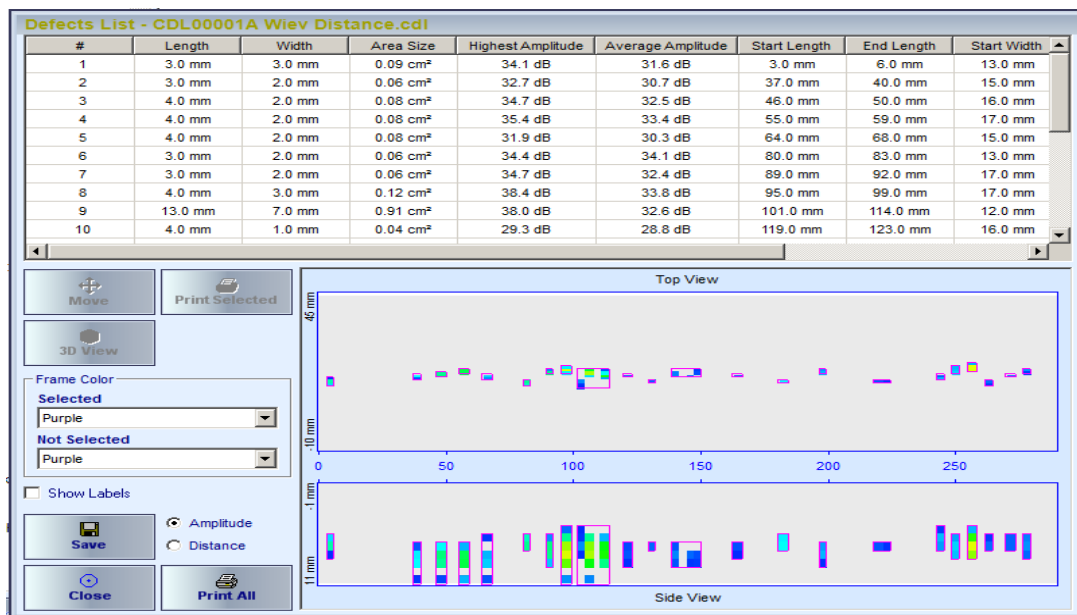 Defects List - CDL00001A Wiev Distance.cdl
# Length Width Area Size Highest Amplitude Average Amplitude Start Length End Length Start Width
1 3.0 mm 3.0 mm 0.09 cm² 34.1 dB 31.6 dB 3.0 mm 6.0 mm 13.0 mm
2 3.0 mm 2.0 mm 0.06 cm² 32.7 dB 30.7 dB 37.0 mm 40.0 mm 15.0 mm
3 4.0 mm 2.0 mm 0.08 cm² 34.7 dB 32.5 dB 46.0 mm 50.0 mm 16.0 mm
4 4.0 mm 2.0 mm 0.08 cm² 35.4 dB 33.4 dB 55.0 mm 59.0 mm 17.0 mm
5 4.0 mm 2.0 mm 0.08 cm² 31.9 dB 30.3 dB 64.0 mm 68.0 mm 15.0 mm
6 3.0 mm 2.0 mm 0.06 cm² 34.4 dB 34.1 dB 80.0 mm 83.0 mm 13.0 mm
7 3.0 mm 2.0 mm 0.06 cm² 34.7 dB 32.4 dB 89.0 mm 92.0 mm 17.0 mm
8 4.0 mm 3.0 mm 0.12 cm² 38.4 dB 33.8 dB 95.0 mm 99.0 mm 17.0 mm
9 13.0 mm 7.0 mm 0.91 cm² 38.0 dB 32.6 dB 101.0 mm 114.0 mm 12.0 mm
10 4.0 mm 1.0 mm 0.04 cm² 29.3 dB 28.8 dB 119.0 mm 123.0 mm 16.0 mm
Move
Print Selected
3D View
Frame Color
Selected
Purple
Not Selected
Purple
Show Labels
Save
Amplitude
Distance
Close
Print All
Top View
45 mm
-10 mm
0 50 100 150 200 250
-1 mm
11 mm
Side View